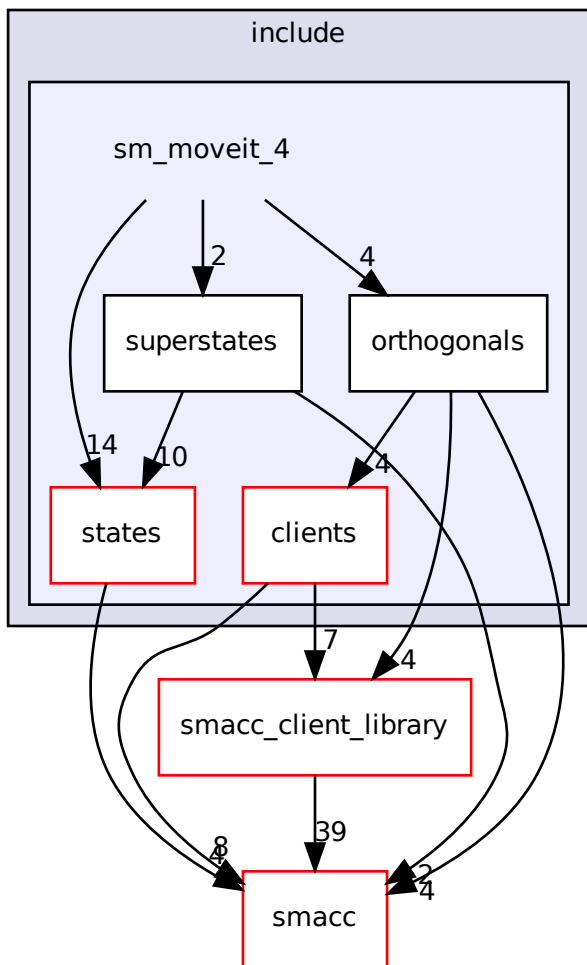 include
sm_moveit_4
2
4
superstates
orthogonals
14
10
4
states
clients
7
4
smacc_client_library
8
4
39
2
4
smacc